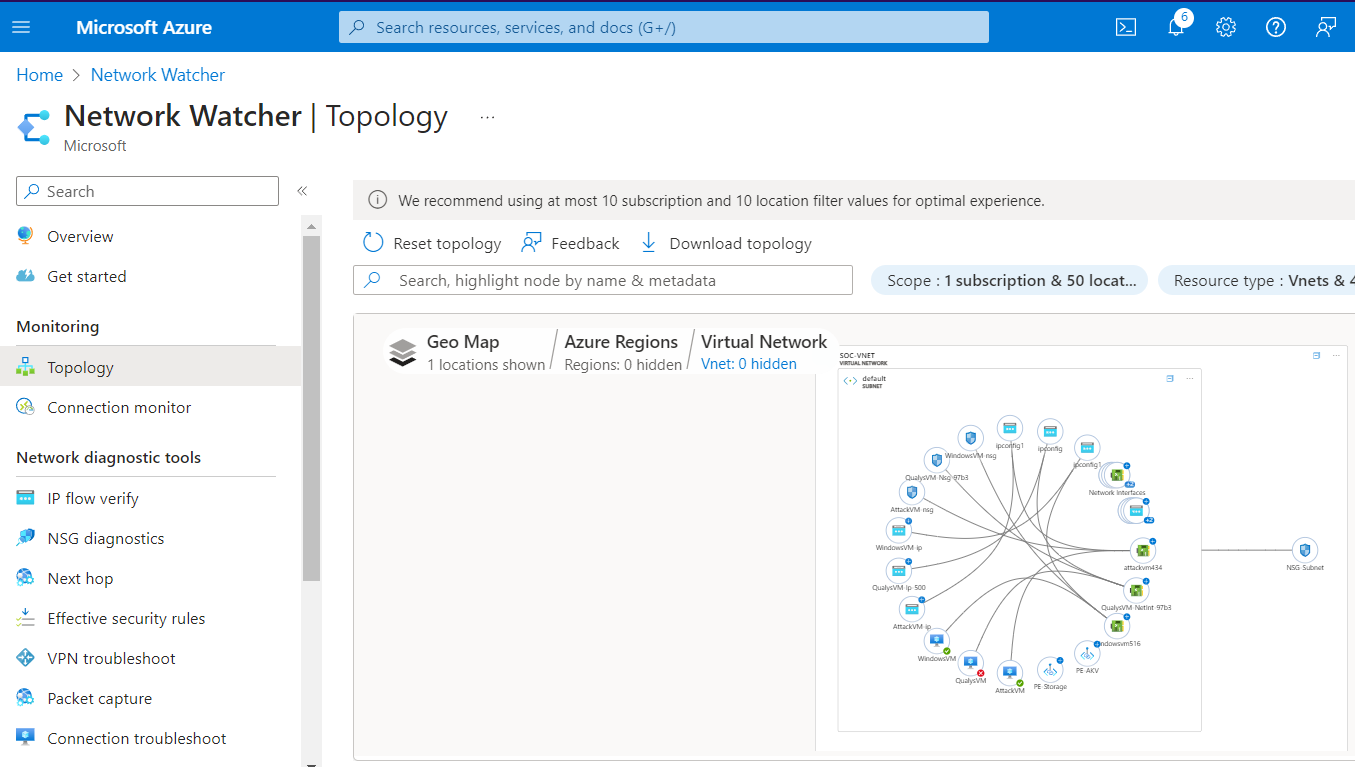 Microsoft Azure
Search resources, services, and docs (G+/)
6
Home > Network Watcher
Network Watcher | Topology ...
Microsoft
Search
«
Overview
Get started
Monitoring
Topology
Connection monitor
Network diagnostic tools
IP flow verify
NSG diagnostics
Next hop
Effective security rules
VPN troubleshoot
Packet capture
Connection troubleshoot
We recommend using at most 10 subscription and 10 location filter values for optimal experience.
Reset topology
Feedback
Download topology
Search, highlight node by name & metadata
Scope : 1 subscription & 50 locat...
Resource type : Vnets & 4
Geo Map
1 locations shown
Azure Regions
Regions: 0 hidden
Virtual Network
Vnet: 0 hidden
SOC-VNET
VIRTUAL NETWORK
default
SUBNET
ipconfig1
ipconfig
ipconfig1
WindowsVM-nsg
QualysVM-Nsg-97b3
AttackVM-nsg
WindowsVM-ip
QualysVM-Ip-500
AttackVM-ip
WindowsVM
QualysVM
AttackVM
PE-Storage
PE-AKV
indowsvm516
QualysVM-NetInt-97b3
attackvm434
+2
Network Interfaces
+2
NSG-Subnet